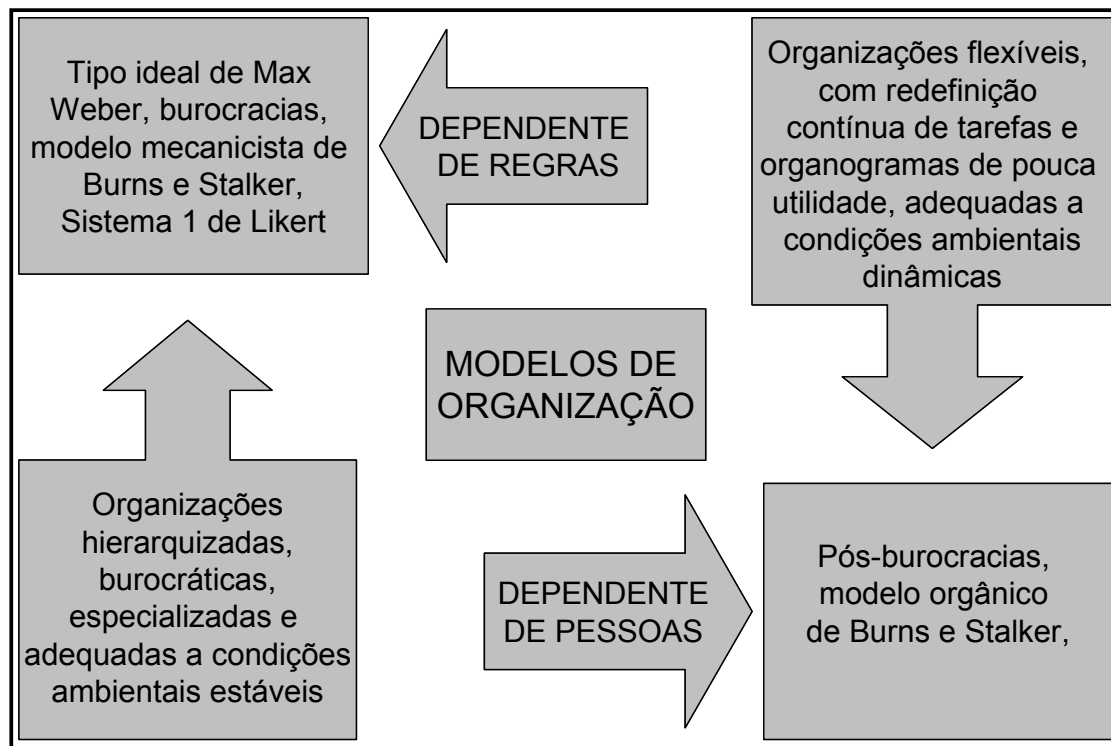 Tipo ideal de Max
Weber, burocracias,
modelo mecanicista de
Burns e Stalker,
Sistema 1 de Likert
DEPENDENTE
DE REGRAS
Organizações flexíveis,
com redefinição
contínua de tarefas e
organogramas de pouca
utilidade, adequadas a
condições ambientais
dinâmicas
MODELOS DE
ORGANIZAÇÃO
Organizações
hierarquizadas,
burocráticas,
especializadas e
adequadas a condições
ambientais estáveis
DEPENDENTE
DE PESSOAS
Pós-burocracias,
modelo orgânico
de Burns e Stalker,